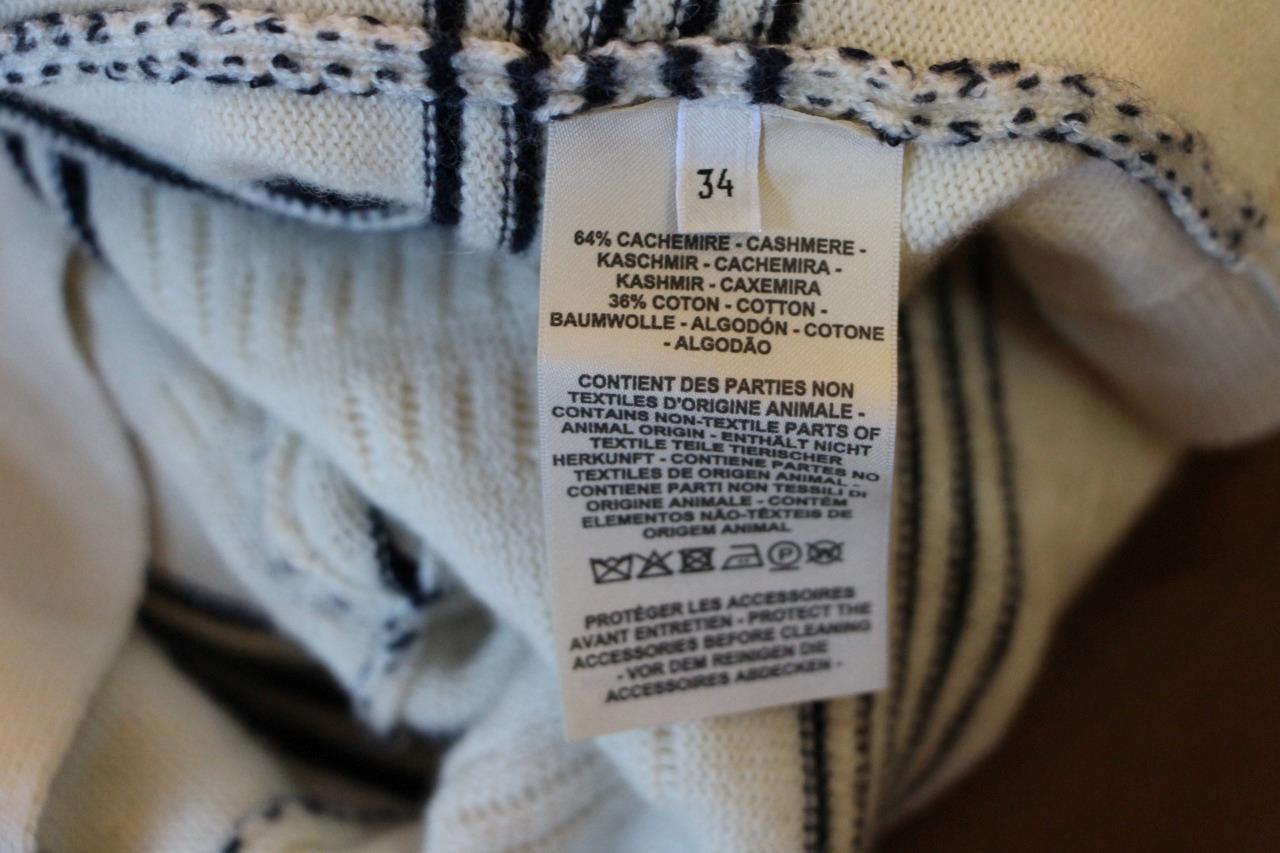 34
64% CACHEMIRE - CASHMERE -
KASCHMIR - CACHEMIRA -
KASHMIR - CAXEMIRA
36% COTON - COTTON -
BAUMWOLLE - ALGODÓN - COTONE
- ALGODÃO
CONTIENT DES PARTIES NON
TEXTILES D'ORIGINE ANIMALE -
CONTAINS NON-TEXTILE PARTS OF
ANIMAL ORIGIN - ENTHÄLT NICHT
TEXTILE TEILE TIERISCHER
HERKUNFT - CONTIENE PARTES NO
TEXTILES DE ORIGEN ANIMAL -
CONTIENE PARTI NON TESSILI DI
ORIGINE ANIMALE - CONTÉM
ELEMENTOS NÃO-TÊXTEIS DE
ORIGEM ANIMAL
P
PROTÉGER LES ACCESSOIRES
AVANT ENTRETIEN - PROTECT THE
ACCESSORIES BEFORE CLEANING
- VOR DEM REINIGEN DIE
ACCESSOIRES ABDECKEN -